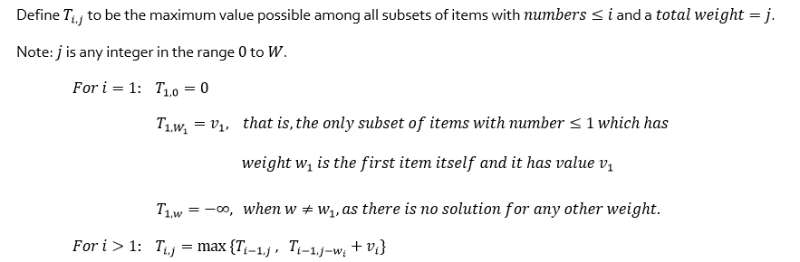 Define T_{i,j} to be the maximum value possible among all subsets of items with numbers ≤ i and a total weight = j.
Note: j is any integer in the range 0 to W.
For i = 1: T_{1,0} = 0
T_{1,W_1} = v_1, that is, the only subset of items with number ≤ 1 which has
weight w_1 is the first item itself and it has value v_1
T_{1,w} = −∞, when w ≠ w_1, as there is no solution for any other weight.
For i > 1: T_{i,j} = max {T_{i−1,j} , T_{i−1,j−w_i} + v_i}